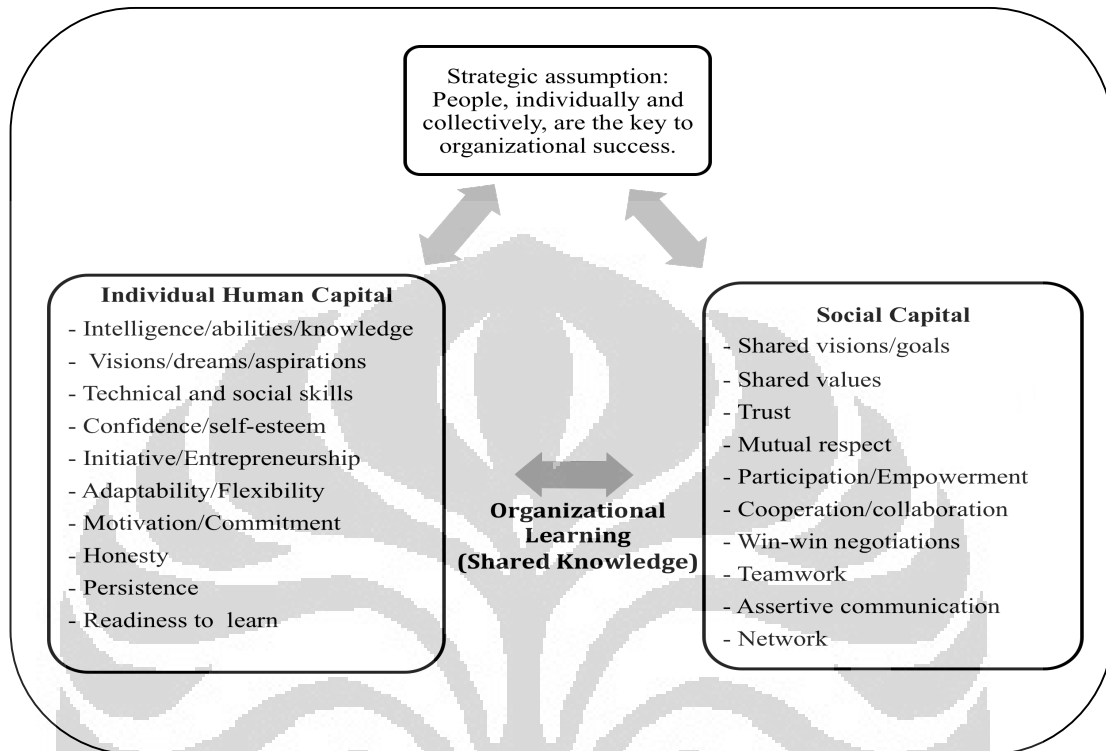 Strategic assumption:
People, individually and
collectively, are the key to
organizational success.
Individual Human Capital
- Intelligence/abilities/knowledge
- Visions/dreams/aspirations
- Technical and social skills
- Confidence/self-esteem
- Initiative/Entrepreneurship
- Adaptability/Flexibility
- Motivation/Commitment
- Honesty
- Persistence
- Readiness to learn
Organizational
Learning
(Shared Knowledge)
Social Capital
- Shared visions/goals
- Shared values
- Trust
- Mutual respect
- Participation/Empowerment
- Cooperation/collaboration
- Win-win negotiations
- Teamwork
- Assertive communication
- Network